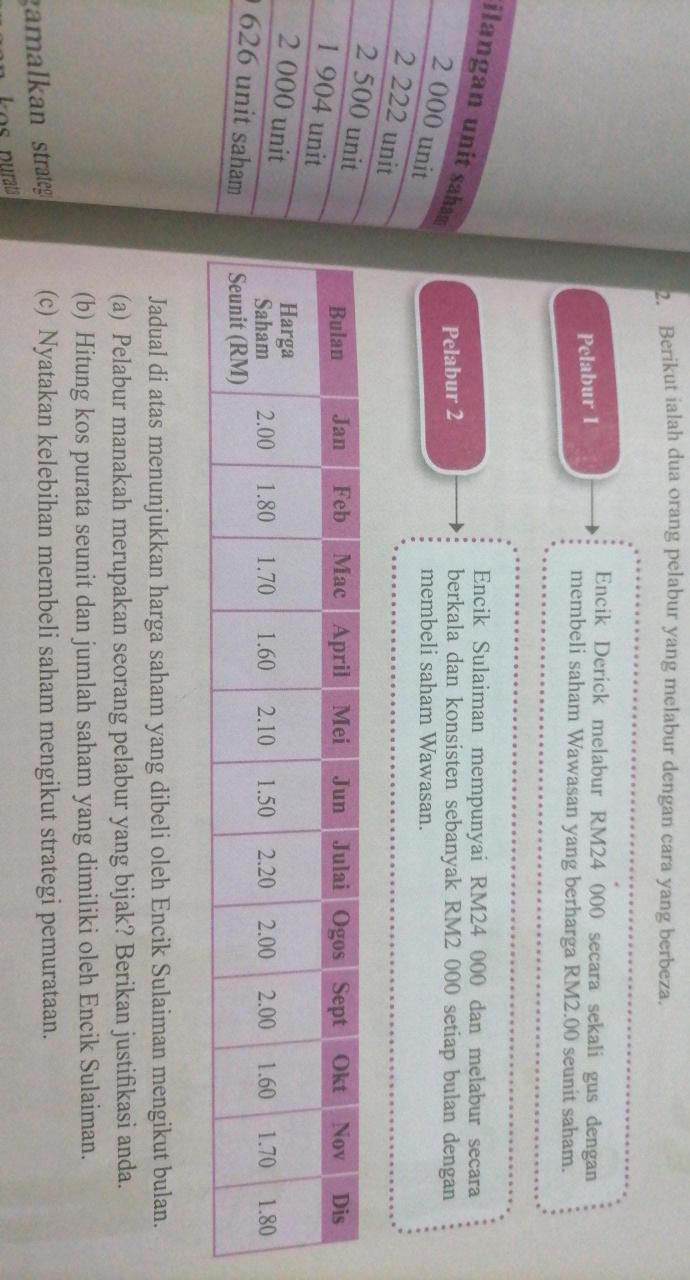 ilangan unit saham
2 000 unit
2 222 unit
2 500 unit
1 904 unit
2 000 unit
626 unit saham
gamalkan strateg
kos purata
2. Berikut ialah dua orang pelabur yang melabur dengan cara yang berbeza.
Pelabur 1
Encik Derick melabur RM24 000 secara sekali gus dengan
membeli saham Wawasan yang berharga RM2.00 seunit saham.
Pelabur 2
Encik Sulaiman mempunyai RM24 000 dan melabur secara
berkala dan konsisten sebanyak RM2 000 setiap bulan dengan
membeli saham Wawasan.
Bulan Jan Feb Mac April Mei Jun Julai Ogos Sept Okt Nov Dis
Harga
Saham
Seunit (RM)
2.00 1.80 1.70 1.60 2.10 1.50 2.20 2.00 2.00 1.60 1.70 1.80
Jadual di atas menunjukkan harga saham yang dibeli oleh Encik Sulaiman mengikut bulan.
(a) Pelabur manakah merupakan seorang pelabur yang bijak? Berikan justifikasi anda.
(b) Hitung kos purata seunit dan jumlah saham yang dimiliki oleh Encik Sulaiman.
(c) Nyatakan kelebihan membeli saham mengikut strategi pemurataan.